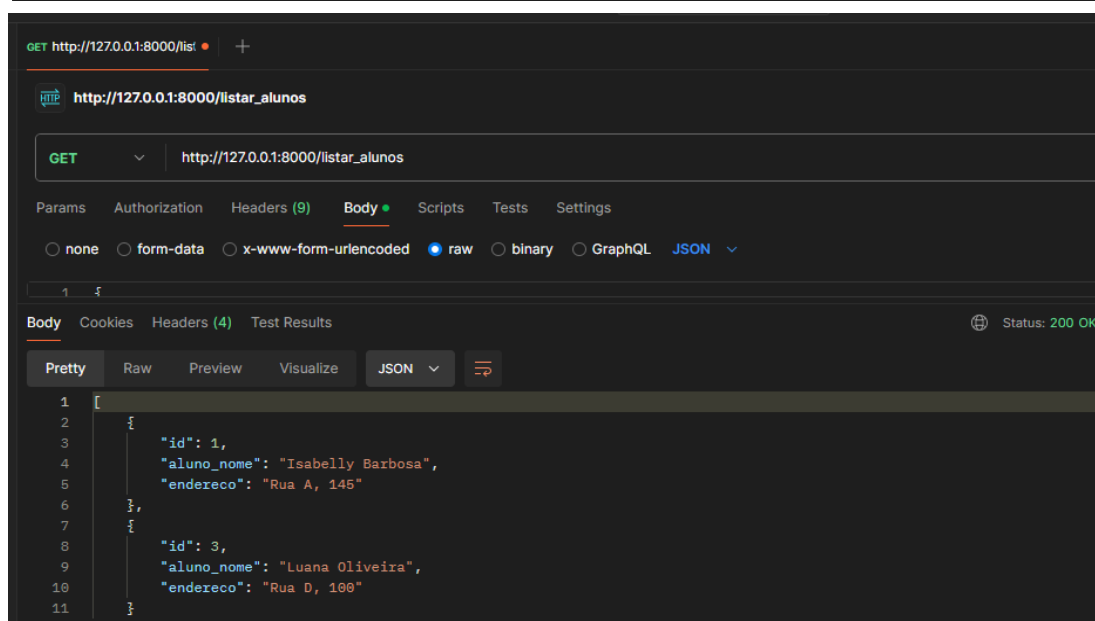 GET http://127.0.0.1:8000/list
HTTP http://127.0.0.1:8000/listar_alunos
GET http://127.0.0.1:8000/listar_alunos
Params Authorization Headers (9) Body Scripts Tests Settings
none form-data x-www-form-urlencoded raw binary GraphQL JSON
1 {
Body Cookies Headers (4) Test Results Status: 200 OK
Pretty Raw Preview Visualize JSON
1 [
2 {
3 "id": 1,
4 "aluno_nome": "Isabelly Barbosa",
5 "endereco": "Rua A, 145"
6 },
7 {
8 "id": 3,
9 "aluno_nome": "Luana Oliveira",
10 "endereco": "Rua D, 100"
11 }